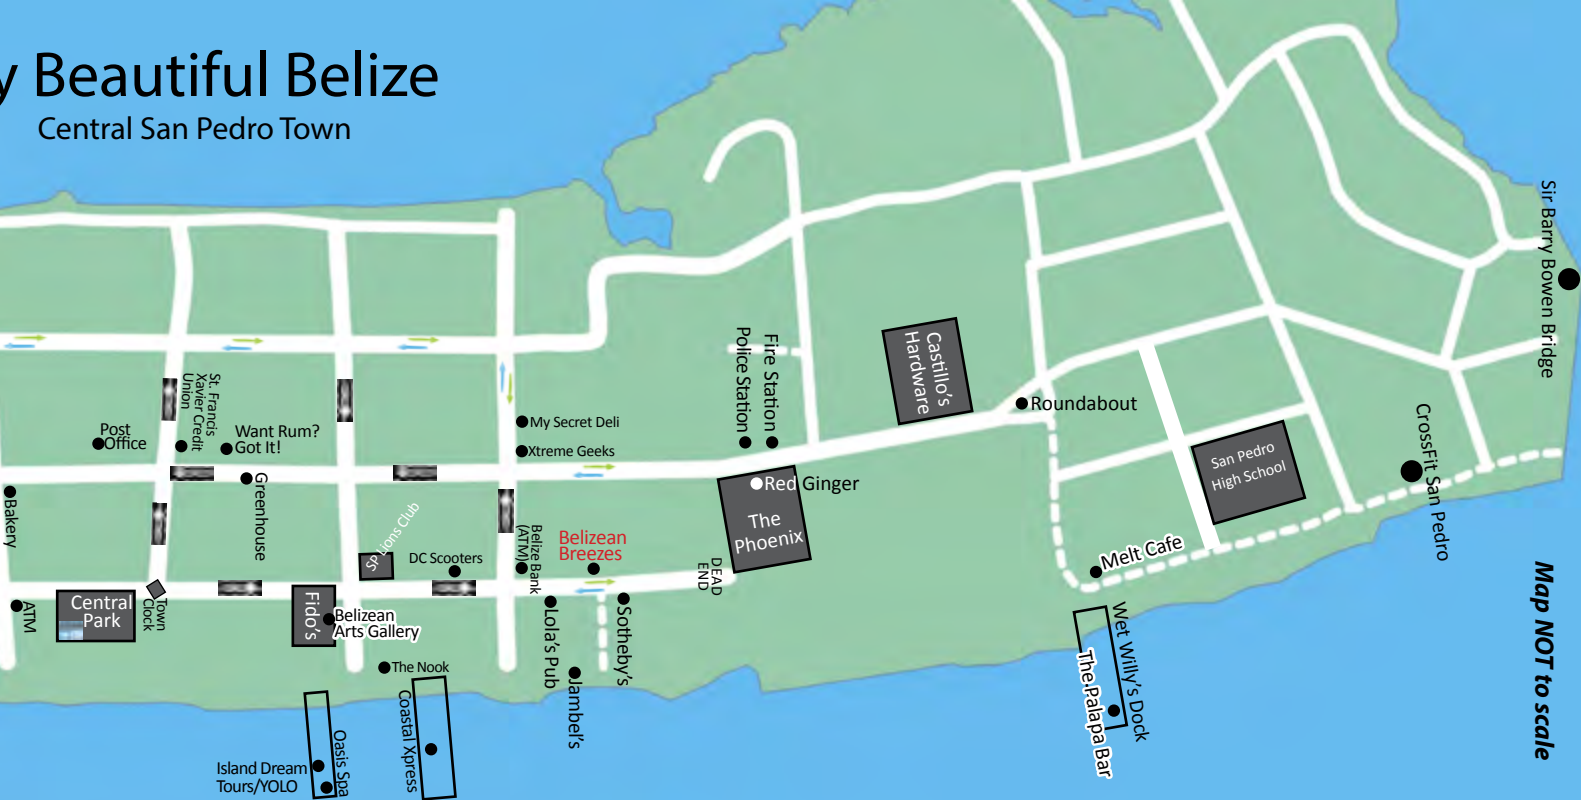 y Beautiful Belize
Central San Pedro Town
Sir Barry Bowen Bridge
Police Station
Fire Station
Castillo's
Hardware
Roundabout
St. Francis
Xavier Credit
Union
Post
Office
Want Rum?
Got It!
My Secret Deli
Xtreme Geeks
CrossFit San Pedro
San Pedro
High School
Red Ginger
The
Phoenix
Bakery
Greenhouse
SP Lions Club
DC Scooters
Belize Bank
(ATM)
Belizean
Breezes
DEAD
END
Melt Cafe
Map NOT to scale
ATM
Central
Park
Town
Clock
Fido's
Belizean
Arts Gallery
Lola's Pub
Sotheby's
The Nook
Jambel's
Wet Willy's Dock
The Palapa Bar
Coastal Xpress
Oasis Spa
Island Dream
Tours/YOLO